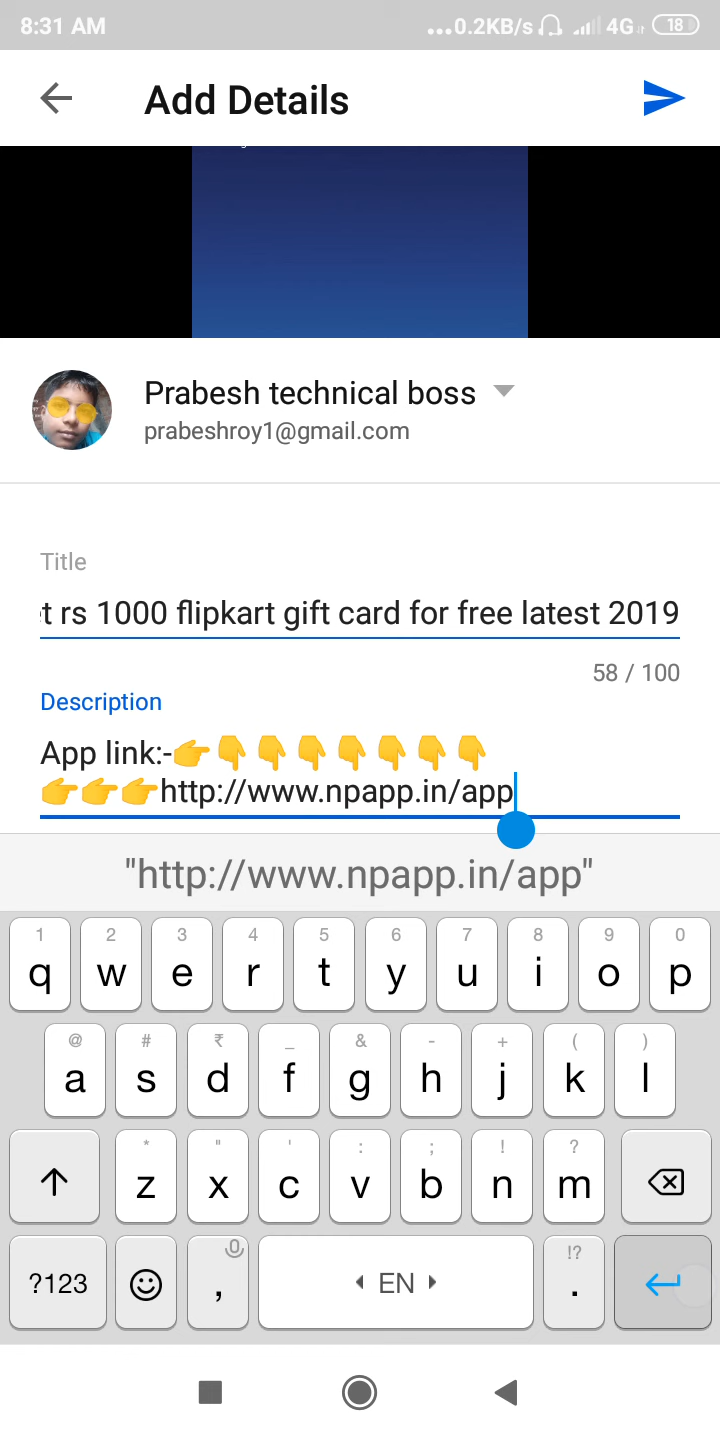 8:31 AM
...0.2KB/s 4G 18
Add Details
Prabesh technical boss
prabeshroy1@gmail.com
Title
t rs 1000 flipkart gift card for free latest 2019
58 / 100
Description
App link:-👉👇👇👇👇👇👇👇
👉👉👉http://www.npapp.in/app
"http://www.npapp.in/app"
1 2 3 4 5 6 7 8 9 0
q w e r t y u i o p
@ # ₹ _ & - + ( )
a s d f g h j k l
* " ' : ; ! ?
z x c v b n m
!?
?123 , EN .